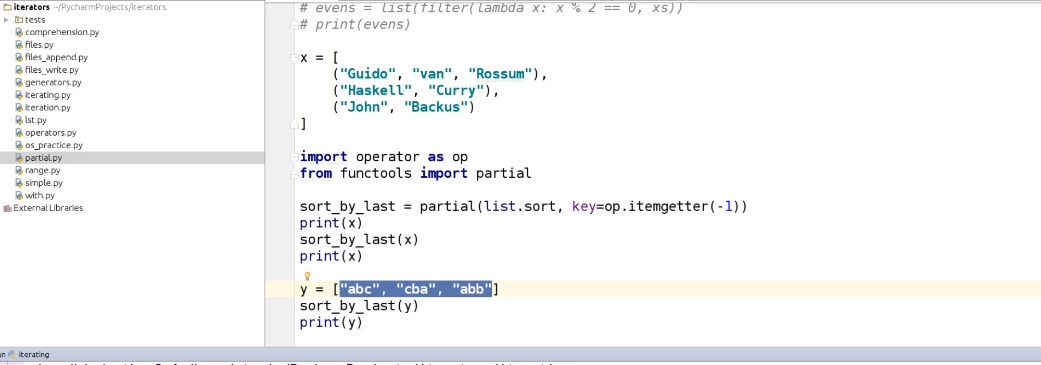 iterators ~/PycharmProjects/iterators
tests
comprehension.py
files.py
files_append.py
files_write.py
generators.py
iterating.py
iteration.py
lst.py
operators.py
os_practice.py
partial.py
range.py
simple.py
with.py
External Libraries
# evens = list(filter(lambda x: x % 2 == 0, xs))
# print(evens)
x = [
("Guido", "van", "Rossum"),
("Haskell", "Curry"),
("John", "Backus")
]
import operator as op
from functools import partial
sort_by_last = partial(list.sort, key=op.itemgetter(-1))
print(x)
sort_by_last(x)
print(x)
y = ["abc", "cba", "abb"]
sort_by_last(y)
print(y)
iterating